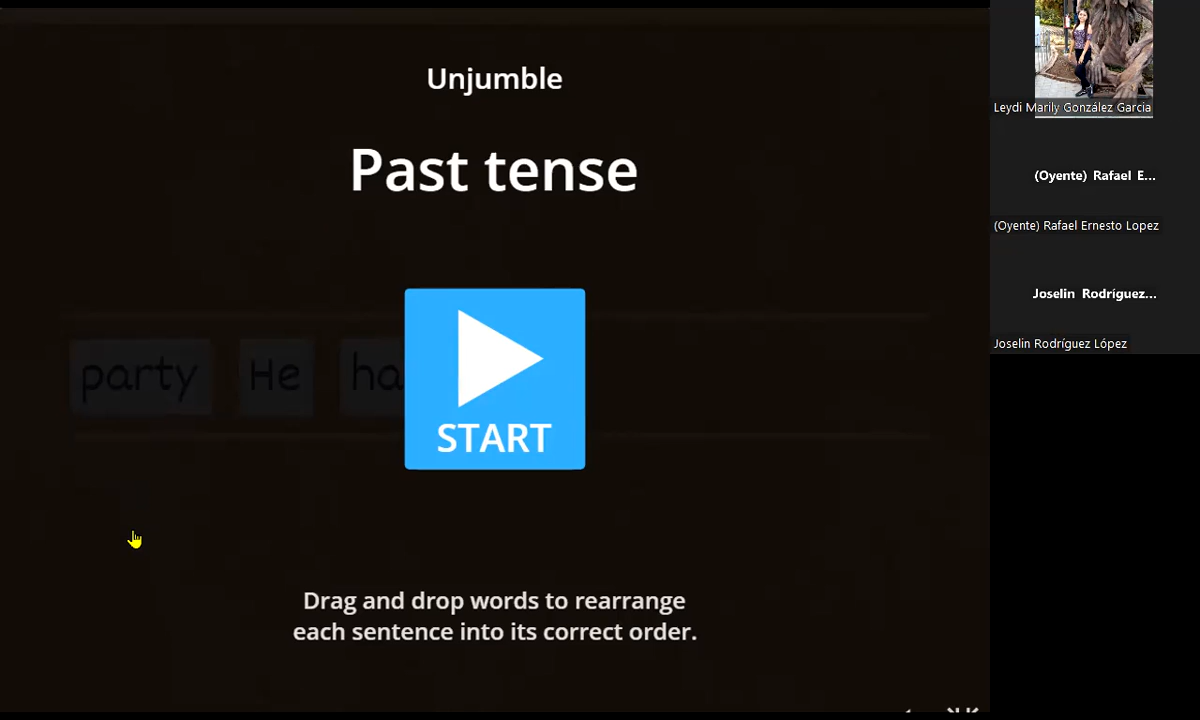 Unjumble
Past tense
party He ha
START
Drag and drop words to rearrange
each sentence into its correct order.
Leydi Marily González Garcia
(Oyente) Rafael E...
(Oyente) Rafael Ernesto Lopez
Joselin Rodríguez...
Joselin Rodríguez López